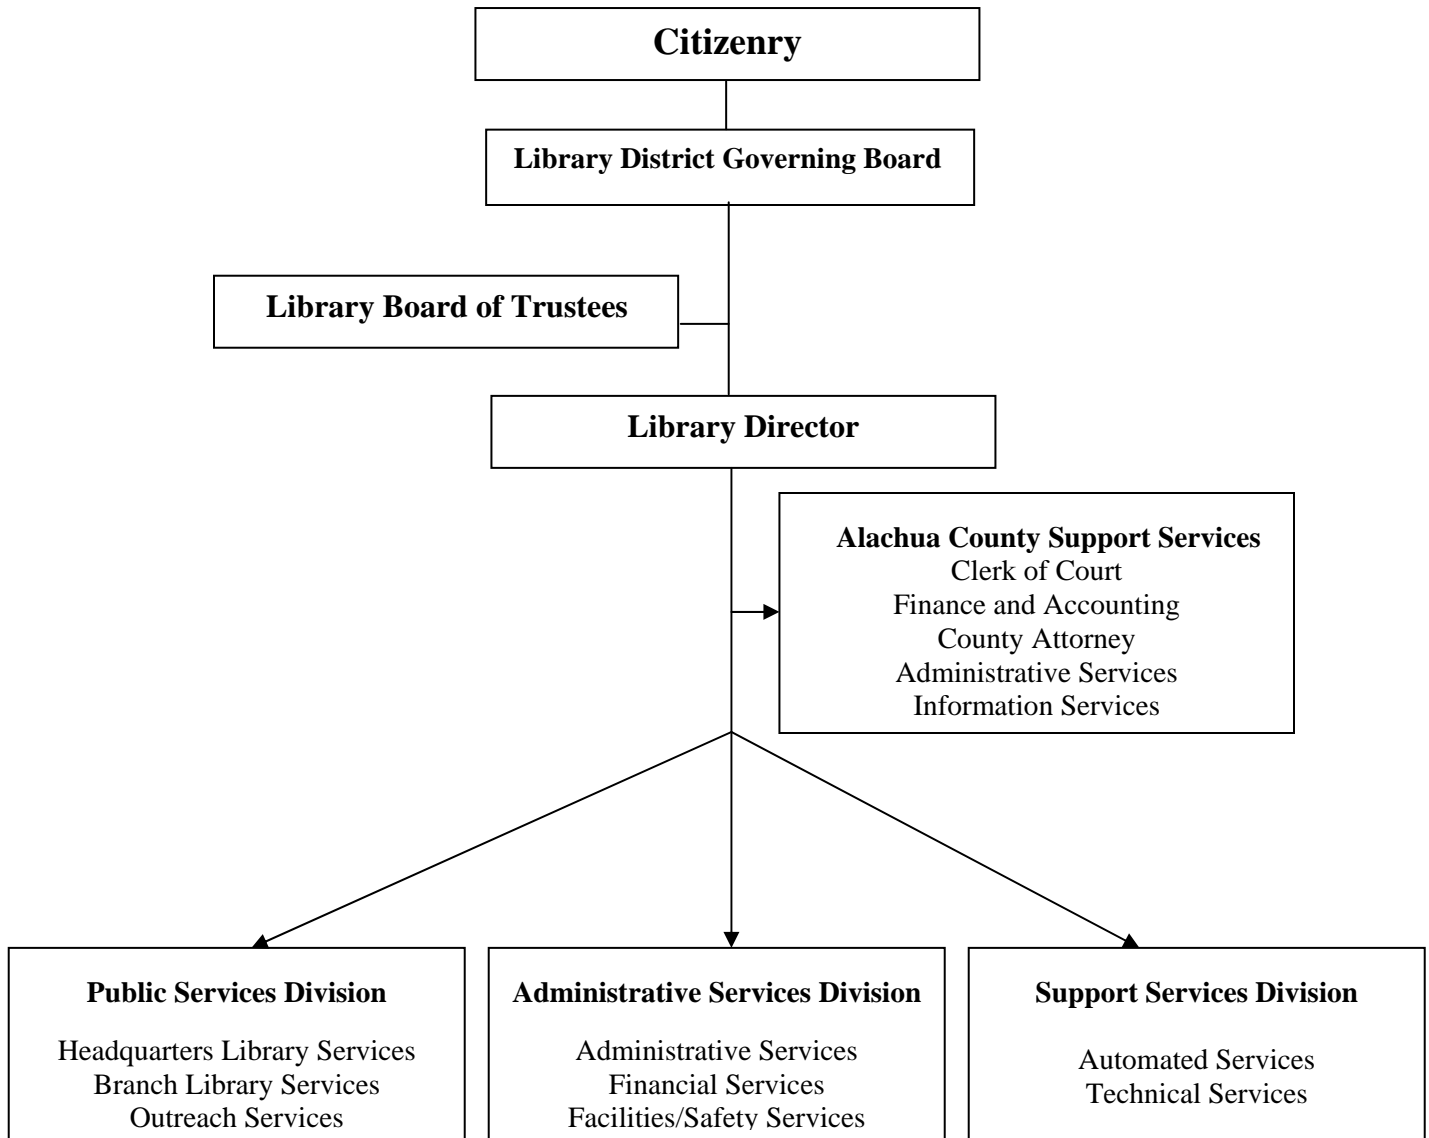 Citizenry
Library District Governing Board
Library Board of Trustees
Library Director
Alachua County Support Services
Clerk of Court
Finance and Accounting
County Attorney
Administrative Services
Information Services
Public Services Division
Headquarters Library Services
Branch Library Services
Outreach Services
Administrative Services Division
Administrative Services
Financial Services
Facilities/Safety Services
Support Services Division
Automated Services
Technical Services